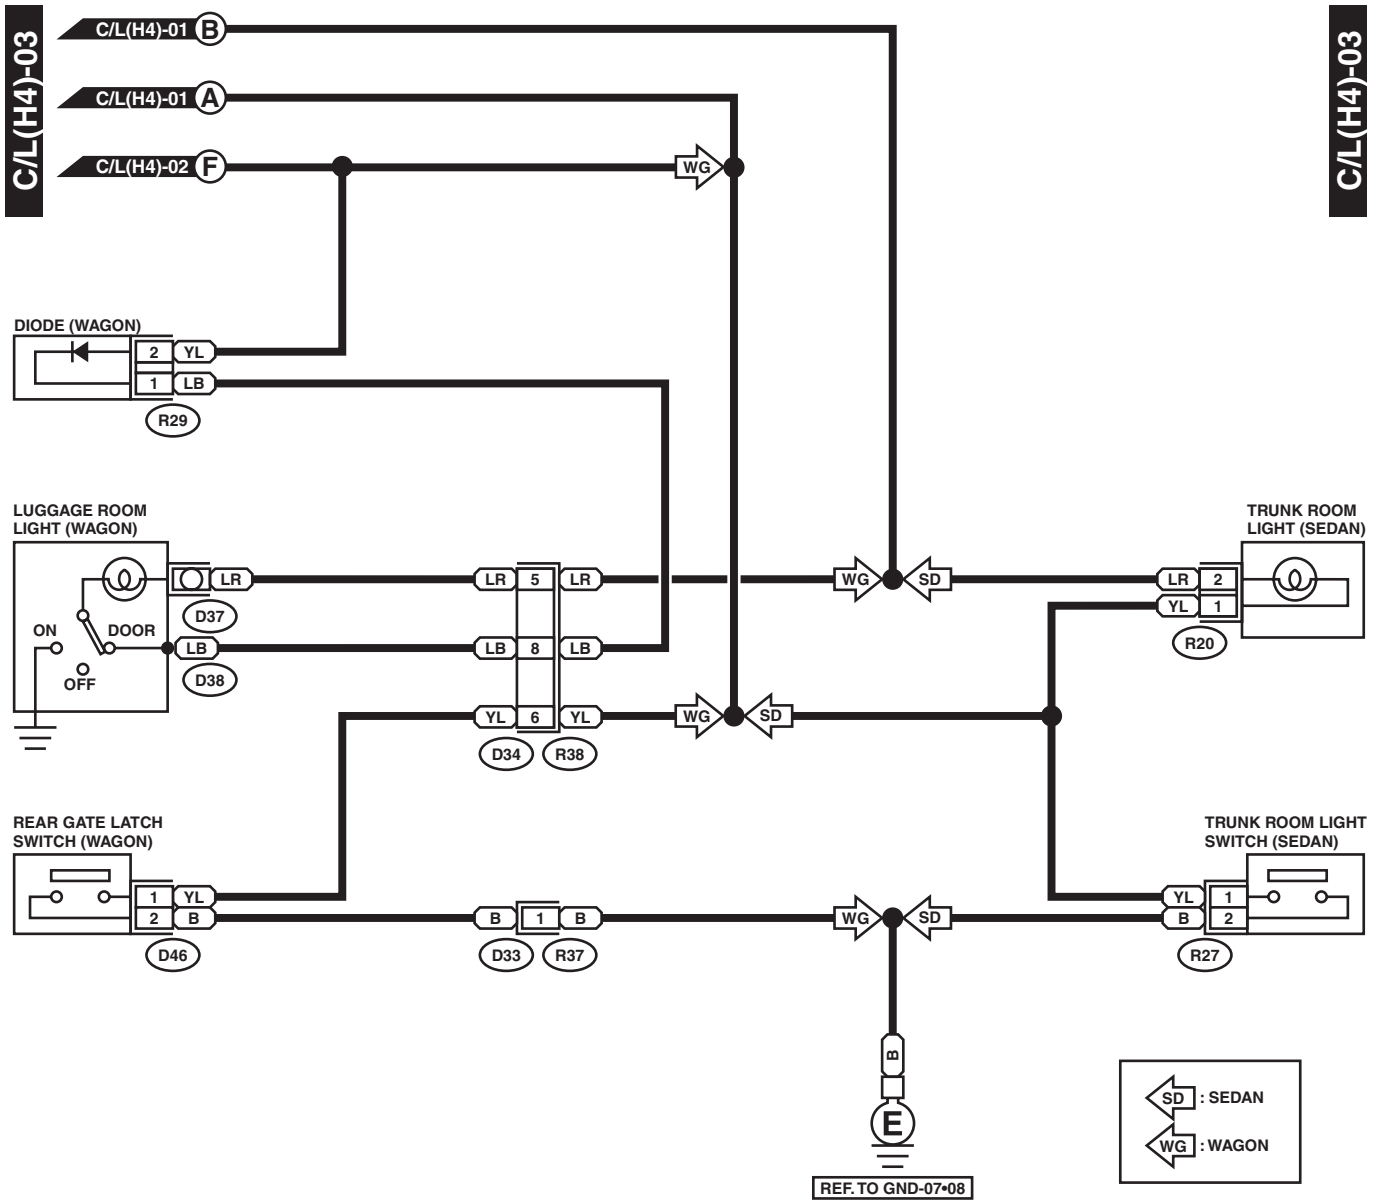 C/L(H4)-03
C/L(H4)-03
C/L(H4)-01 B
C/L(H4)-01 A
C/L(H4)-02 F
WG
DIODE (WAGON)
2 YL
1 LB
R29
LUGGAGE ROOM
LIGHT (WAGON)
TRUNK ROOM
LIGHT (SEDAN)
LR LR 5 LR WG SD LR 2
YL 1
D37
R20
ON DOOR
LB LB 8 LB
OFF
D38
YL 6 YL WG SD
D34 R38
REAR GATE LATCH
SWITCH (WAGON)
TRUNK ROOM LIGHT
SWITCH (SEDAN)
1 YL
YL 1
2 B B 1 B WG SD B 2
D46 D33 R37 R27
B
E
REF. TO GND-07•08
SD : SEDAN
WG : WAGON